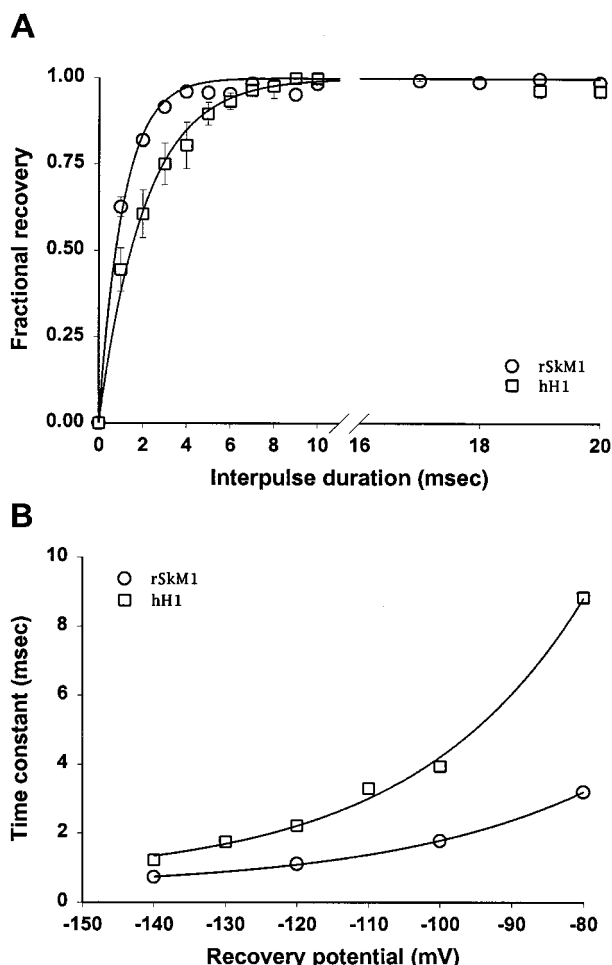 A
1.00
0.75
0.50
0.25
0.00
Fractional recovery
rSkM1
hH1
0 2 4 6 8 10 16 18 20
Interpulse duration (msec)
B
10
8
6
4
2
0
Time constant (msec)
rSkM1
hH1
-150 -140 -130 -120 -110 -100 -90 -80
Recovery potential (mV)